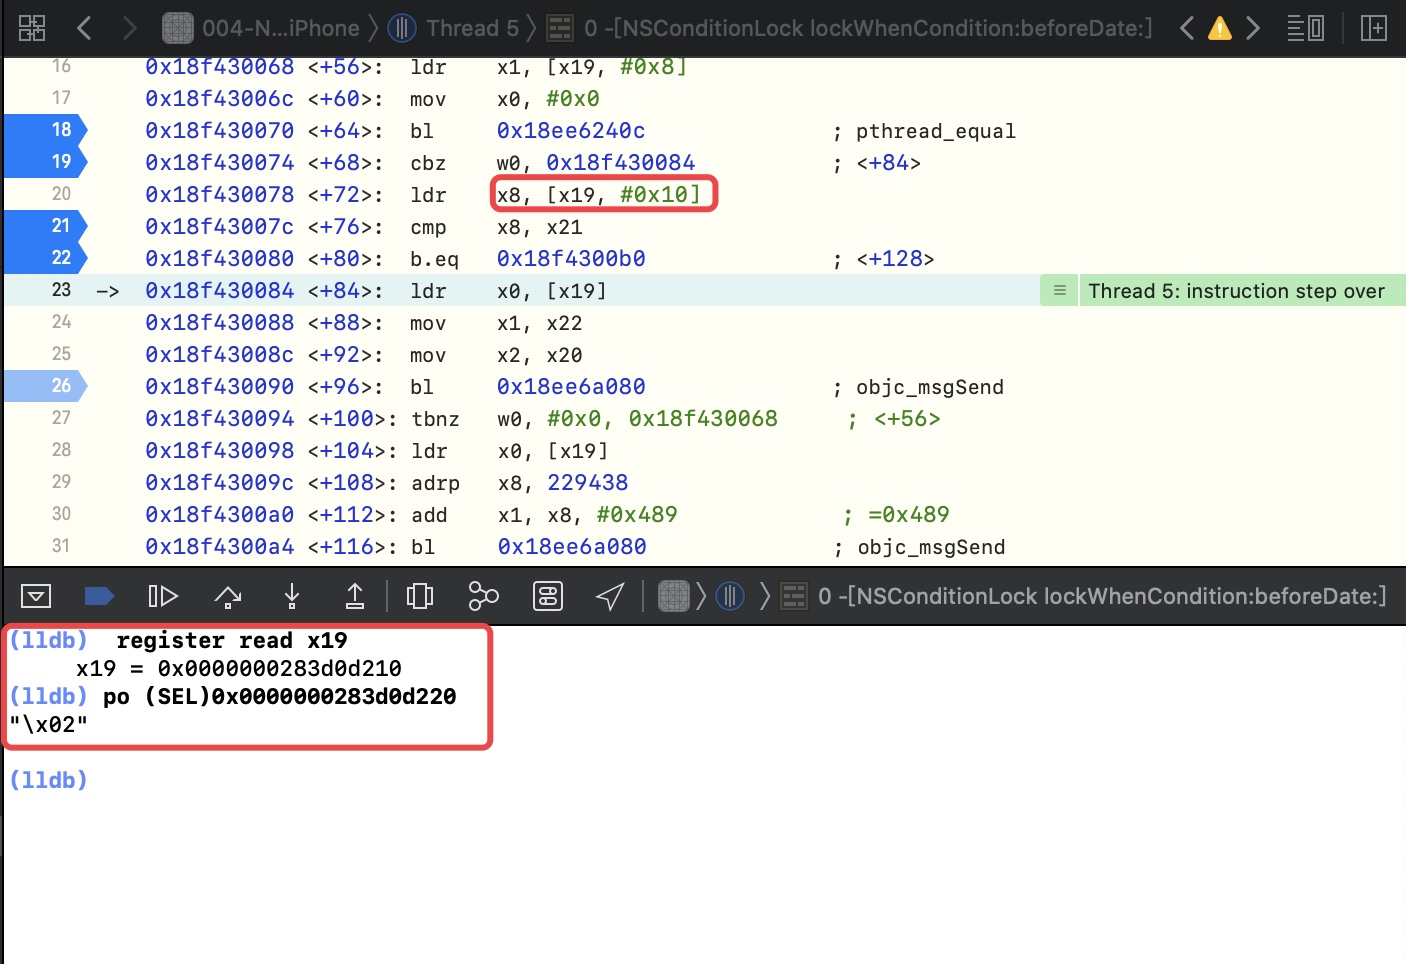 004-N...iPhone Thread 5 0 -[NSConditionLock lockWhenCondition:beforeDate:]
16 0x18f430068 <+56>: ldr x1, [x19, #0x8]
17 0x18f43006c <+60>: mov x0, #0x0
18 0x18f430070 <+64>: bl 0x18ee6240c ; pthread_equal
19 0x18f430074 <+68>: cbz w0, 0x18f430084 ; <+84>
20 0x18f430078 <+72>: ldr x8, [x19, #0x10]
21 0x18f43007c <+76>: cmp x8, x21
22 0x18f430080 <+80>: b.eq 0x18f4300b0 ; <+128>
23 -> 0x18f430084 <+84>: ldr x0, [x19] Thread 5: instruction step over
24 0x18f430088 <+88>: mov x1, x22
25 0x18f43008c <+92>: mov x2, x20
26 0x18f430090 <+96>: bl 0x18ee6a080 ; objc_msgSend
27 0x18f430094 <+100>: tbnz w0, #0x0, 0x18f430068 ; <+56>
28 0x18f430098 <+104>: ldr x0, [x19]
29 0x18f43009c <+108>: adrp x8, 229438
30 0x18f4300a0 <+112>: add x1, x8, #0x489 ; =0x489
31 0x18f4300a4 <+116>: bl 0x18ee6a080 ; objc_msgSend
0 -[NSConditionLock lockWhenCondition:beforeDate:]
(lldb) register read x19
x19 = 0x0000000283d0d210
(lldb) po (SEL)0x0000000283d0d220
"\x02"
(lldb)